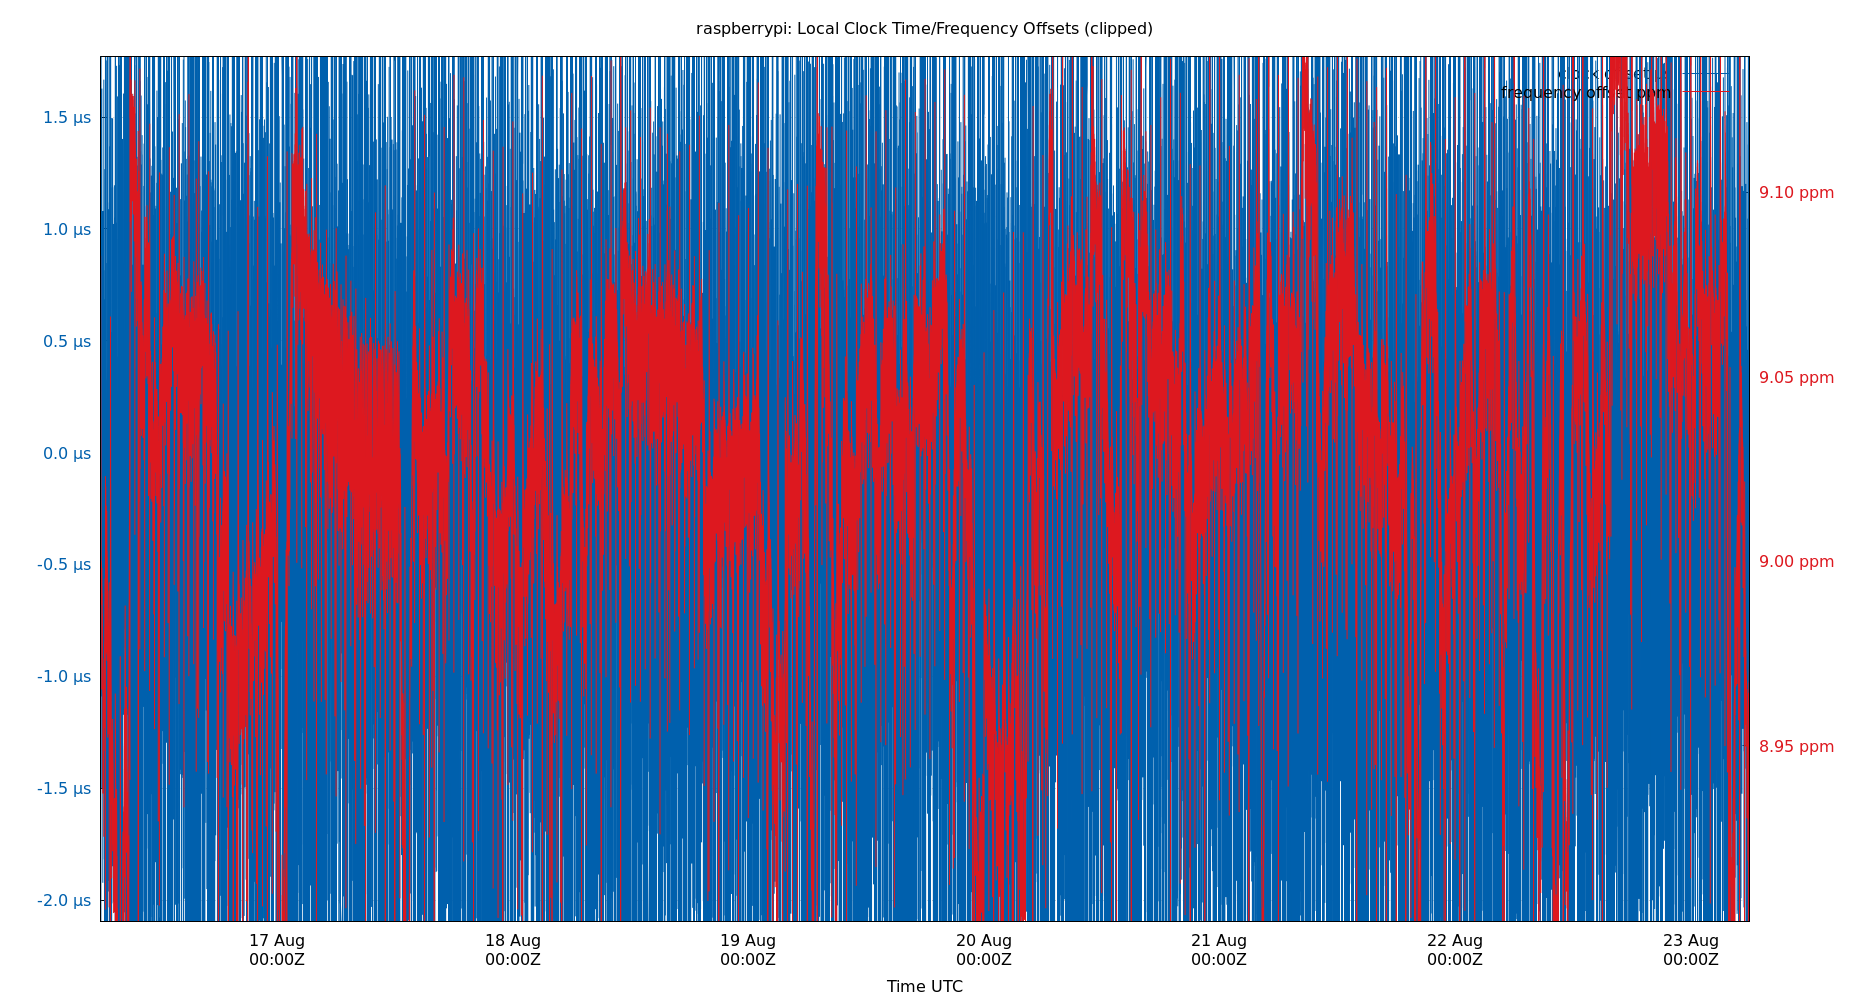 raspberrypi: Local Clock Time/Frequency Offsets (clipped)
clock offset
frequency offset ppm
1.5 µs
1.0 µs
0.5 µs
0.0 µs
-0.5 µs
-1.0 µs
-1.5 µs
-2.0 µs
9.10 ppm
9.05 ppm
9.00 ppm
8.95 ppm
17 Aug
00:00Z
18 Aug
00:00Z
19 Aug
00:00Z
20 Aug
00:00Z
21 Aug
00:00Z
22 Aug
00:00Z
23 Aug
00:00Z
Time UTC